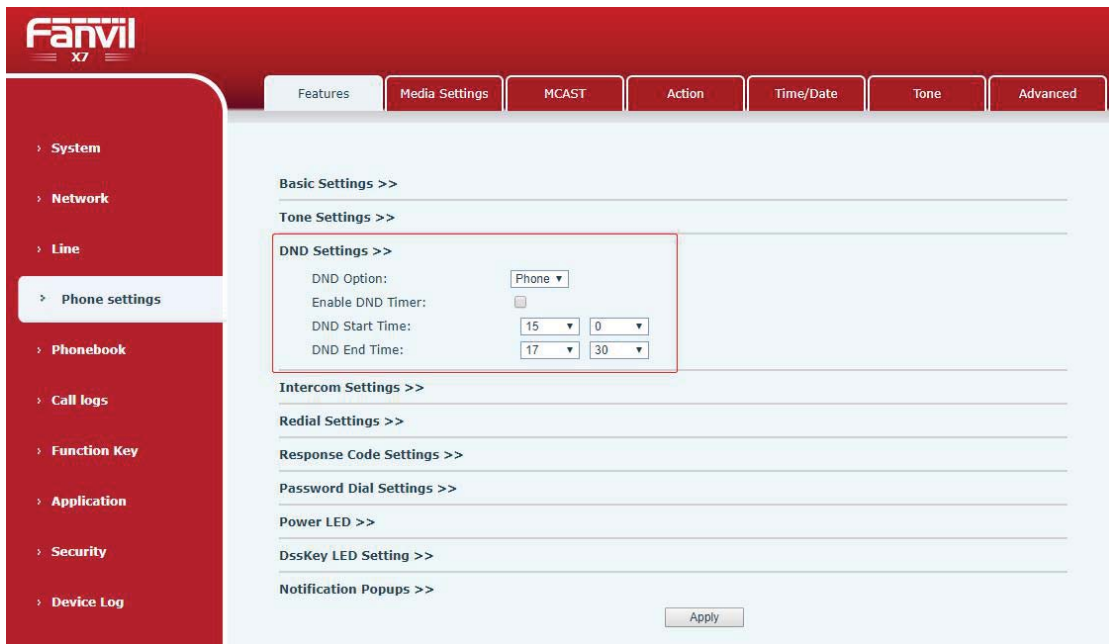 Fanvil
X7
Features Media Settings MCAST Action Time/Date Tone Advanced
› System
› Network
› Line
› Phone settings
› Phonebook
› Call logs
› Function Key
› Application
› Security
› Device Log
Basic Settings >>
Tone Settings >>
DND Settings >>
DND Option: Phone
Enable DND Timer:
DND Start Time: 15 0
DND End Time: 17 30
Intercom Settings >>
Redial Settings >>
Response Code Settings >>
Password Dial Settings >>
Power LED >>
DssKey LED Setting >>
Notification Popups >>
Apply